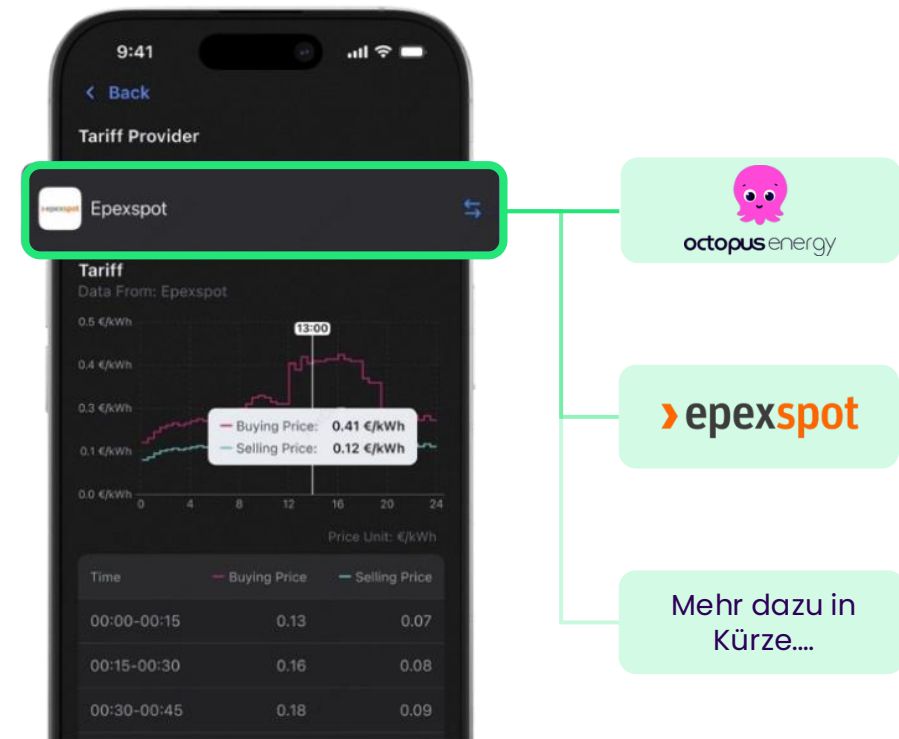 9:41
Back
Tariff Provider
epexspot
Epexspot
Tariff
Data From: Epexspot
0.5 €/kWh
0.4 €/kWh
0.3 €/kWh
0.1 €/kWh
0.0 €/kWh
13:00
Buying Price: 0.41 €/kWh
Selling Price: 0.12 €/kWh
0 4 8 12 16 20 24
Price Unit: €/kWh
Time Buying Price Selling Price
00:00-00:15 0.13 0.07
00:15-00:30 0.16 0.08
00:30-00:45 0.18 0.09
octopus energy
epexspot
Mehr dazu in
Kürze....